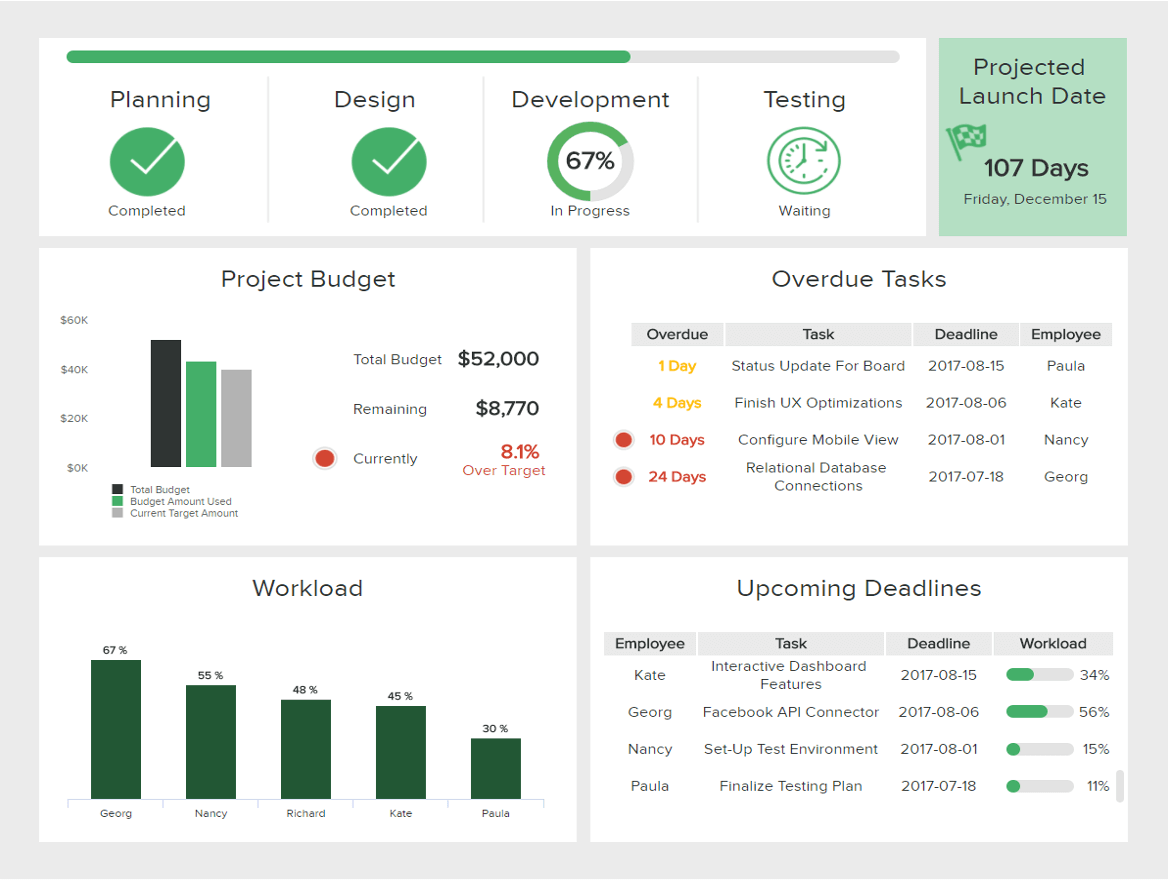 Planning
Design
Development
Testing
67%
Completed
Completed
In Progress
Waiting
Projected
Launch Date
107 Days
Friday, December 15
Project Budget
$60K
$40K
$20K
$0K
Total Budget
Budget Amount Used
Current Target Amount
Total Budget $52,000
Remaining $8,770
Currently 8.1%
Over Target
Overdue Tasks
Overdue Task Deadline Employee
1 Day Status Update For Board 2017-08-15 Paula
4 Days Finish UX Optimizations 2017-08-06 Kate
10 Days Configure Mobile View 2017-08-01 Nancy
24 Days Relational Database
Connections 2017-07-18 Georg
Workload
67 %
55 %
48 %
45 %
30 %
Georg Nancy Richard Kate Paula
Upcoming Deadlines
Employee Task Deadline Workload
Kate Interactive Dashboard
Features 2017-08-15 34%
Georg Facebook API Connector 2017-08-06 56%
Nancy Set-Up Test Environment 2017-08-01 15%
Paula Finalize Testing Plan 2017-07-18 11%